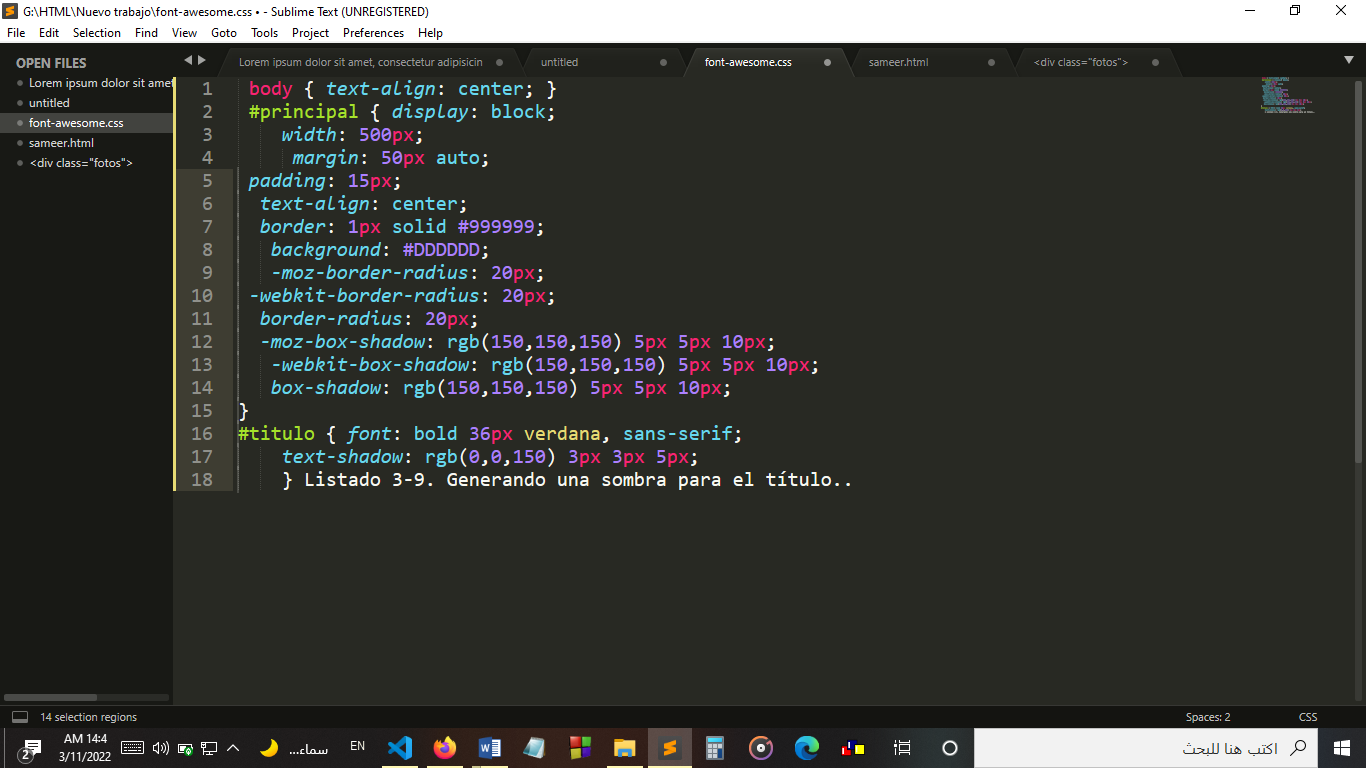 G:\HTML\Nuevo trabajo\font-awesome.css • - Sublime Text (UNREGISTERED)
File Edit Selection Find View Goto Tools Project Preferences Help
OPEN FILES
Lorem ipsum dolor sit amet
untitled
font-awesome.css
sameer.html
<div class="fotos">
Lorem ipsum dolor sit amet, consectetur adipisicin
untitled
font-awesome.css
sameer.html
<div class="fotos">
1 body { text-align: center; }
2 #principal { display: block;
3 width: 500px;
4 margin: 50px auto;
5 padding: 15px;
6 text-align: center;
7 border: 1px solid #999999;
8 background: #DDDDDD;
9 -moz-border-radius: 20px;
10 -webkit-border-radius: 20px;
11 border-radius: 20px;
12 -moz-box-shadow: rgb(150,150,150) 5px 5px 10px;
13 -webkit-box-shadow: rgb(150,150,150) 5px 5px 10px;
14 box-shadow: rgb(150,150,150) 5px 5px 10px;
15 }
16 #titulo { font: bold 36px verdana, sans-serif;
17 text-shadow: rgb(0,0,150) 3px 3px 5px;
18 } Listado 3-9. Generando una sombra para el título..
14 selection regions
Spaces: 2
CSS
2
AM 14:4
3/11/2022
سماء...
EN
اكتب هنا للبحث